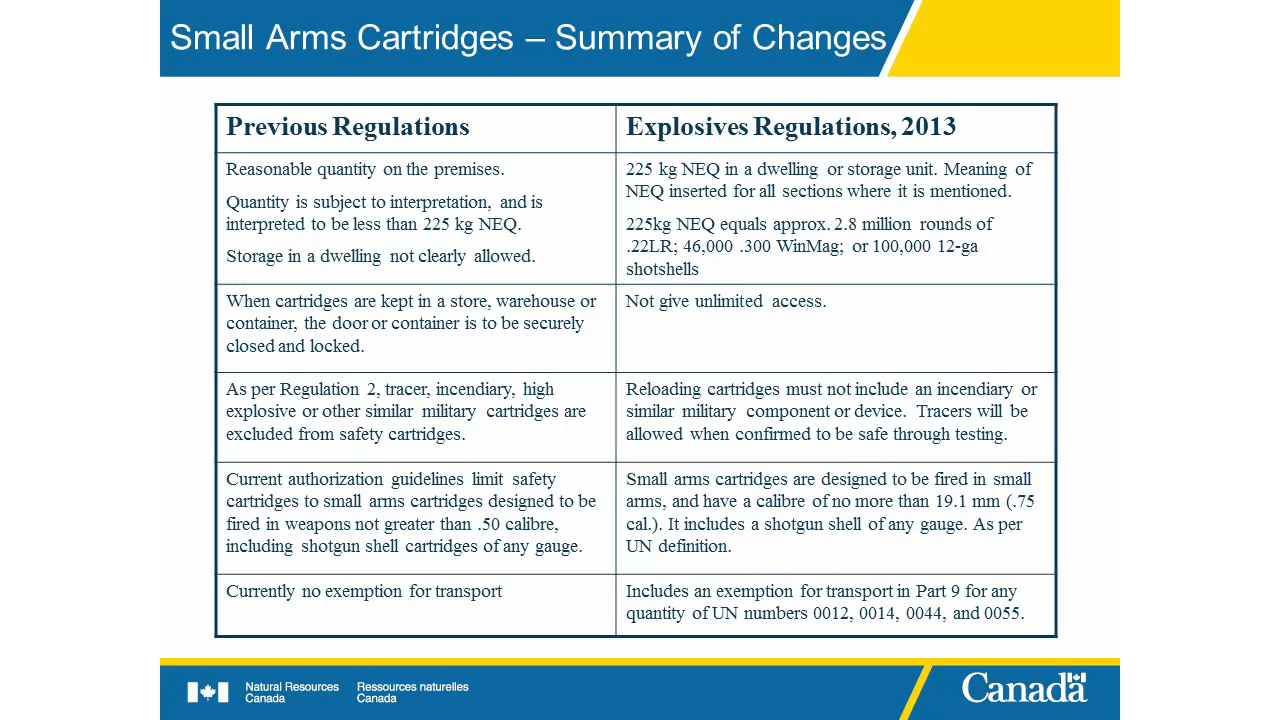 Small Arms Cartridges – Summary of Changes
Previous Regulations
Explosives Regulations, 2013
Reasonable quantity on the premises.
Quantity is subject to interpretation, and is
interpreted to be less than 225 kg NEQ.
Storage in a dwelling not clearly allowed.
225 kg NEQ in a dwelling or storage unit. Meaning of
NEQ inserted for all sections where it is mentioned.
225kg NEQ equals approx. 2.8 million rounds of
.22LR; 46,000 .300 WinMag; or 100,000 12-ga
shotshells
When cartridges are kept in a store, warehouse or
container, the door or container is to be securely
closed and locked.
Not give unlimited access.
As per Regulation 2, tracer, incendiary, high
explosive or other similar military cartridges are
excluded from safety cartridges.
Reloading cartridges must not include an incendiary or
similar military component or device. Tracers will be
allowed when confirmed to be safe through testing.
Current authorization guidelines limit safety
cartridges to small arms cartridges designed to be
fired in weapons not greater than .50 calibre,
including shotgun shell cartridges of any gauge.
Small arms cartridges are designed to be fired in small
arms, and have a calibre of no more than 19.1 mm (.75
cal.). It includes a shotgun shell of any gauge. As per
UN definition.
Currently no exemption for transport
Includes an exemption for transport in Part 9 for any
quantity of UN numbers 0012, 0014, 0044, and 0055.
Natural Resources
Canada
Ressources naturelles
Canada
Canada